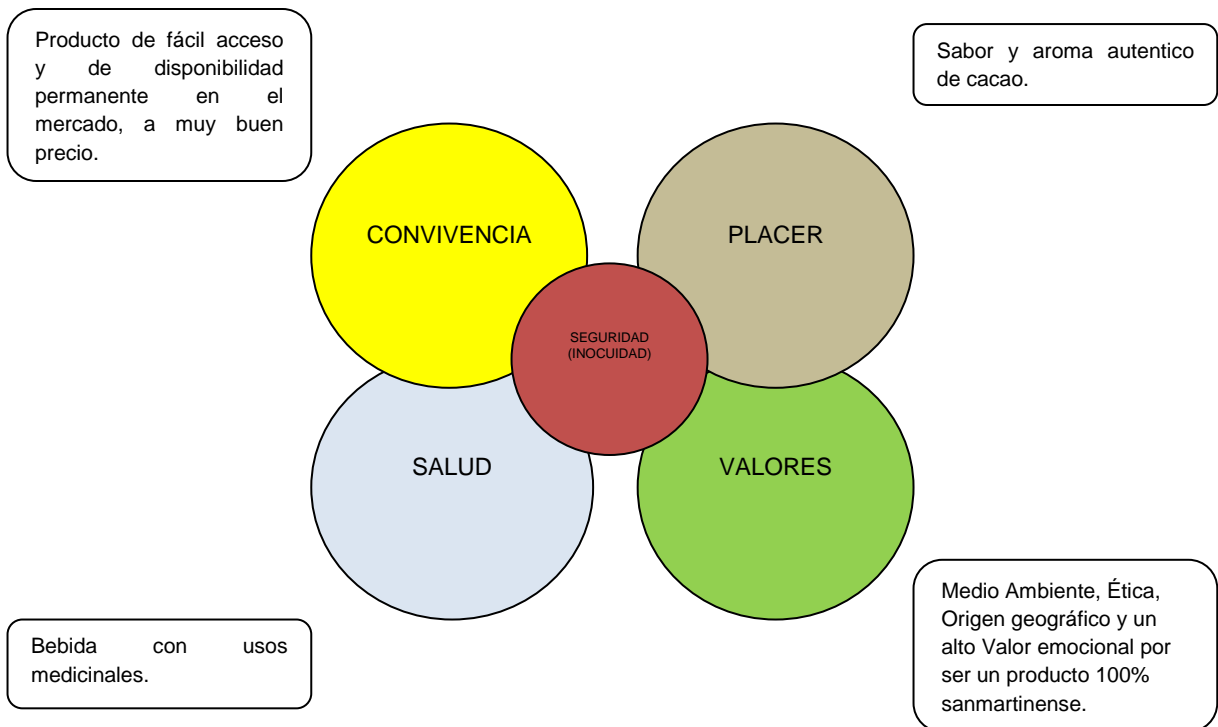 Producto de fácil acceso
y de disponibilidad
permanente en el
mercado, a muy buen
precio.
Sabor y aroma autentico
de cacao.
CONVIVENCIA
PLACER
SEGURIDAD
(INOCUIDAD)
SALUD
VALORES
Bebida con usos
medicinales.
Medio Ambiente, Ética,
Origen geográfico y un
alto Valor emocional por
ser un producto 100%
sanmartinense.